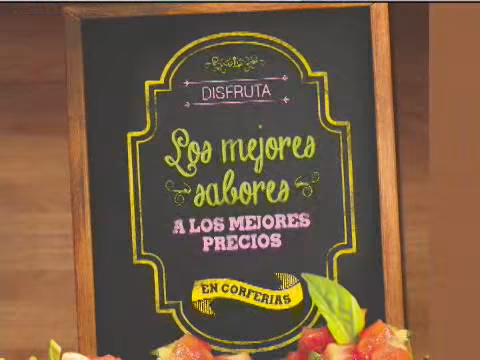 DISFRUTA
Los mejores
sabores
A LOS MEJORES
PRECIOS
EN CORFERIAS